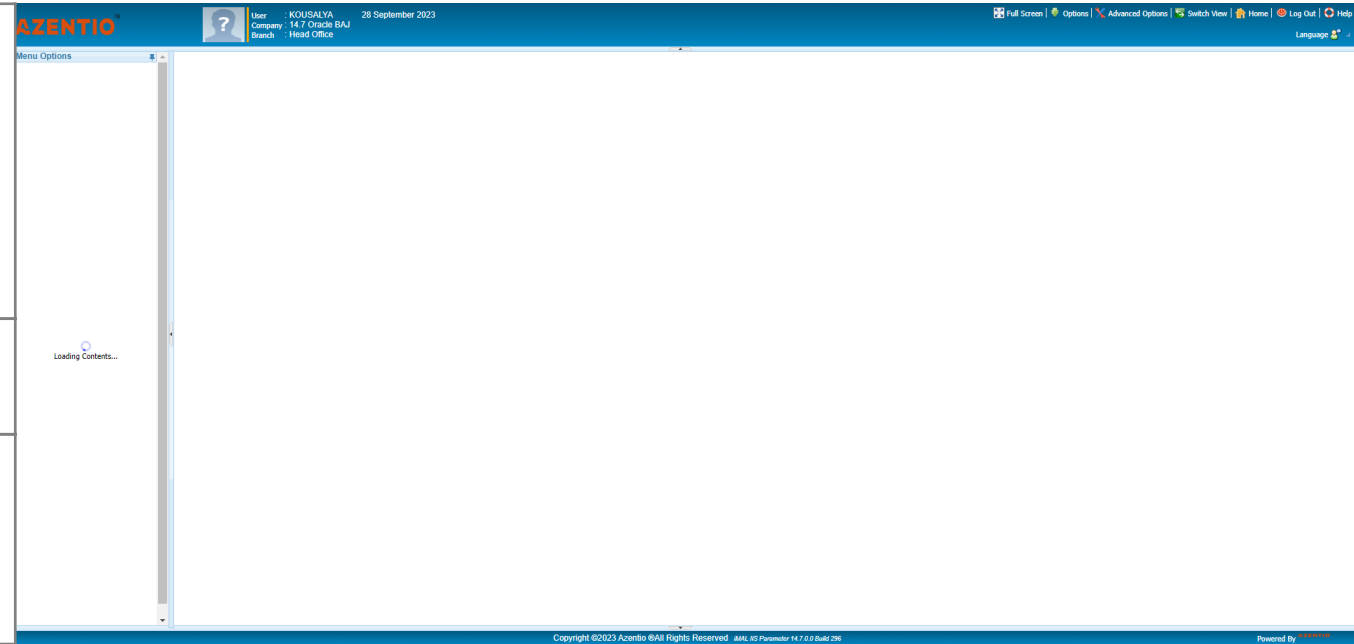 AZENTIO
User : KOUSALYA 28 September 2023
Company : 14.7 Oracle BAJ
Branch : Head Office
Full Screen | Options | Advanced Options | Switch View | Home | Log Out | Help
Language
Menu Options
Loading Contents...
Copyright ©2023 Azentio ®All Rights Reserved iMAL IIS Parameter 14.7.0.0 Build 296
Powered By AZENTIO